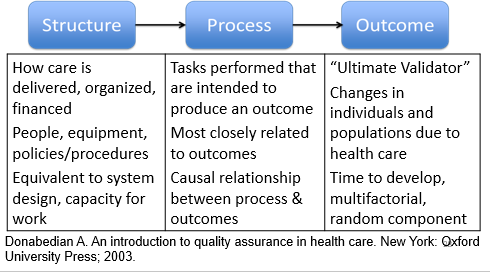 Structure
Process
Outcome
How care is
delivered, organized,
financed
People, equipment,
policies/procedures
Equivalent to system
design, capacity for
work
Tasks performed that
are intended to
produce an outcome
Most closely related
to outcomes
Causal relationship
between process &
outcomes
“Ultimate Validator”
Changes in
individuals and
populations due to
health care
Time to develop,
multifactorial,
random component
Donabedian A. An introduction to quality assurance in health care. New York: Oxford
University Press; 2003.